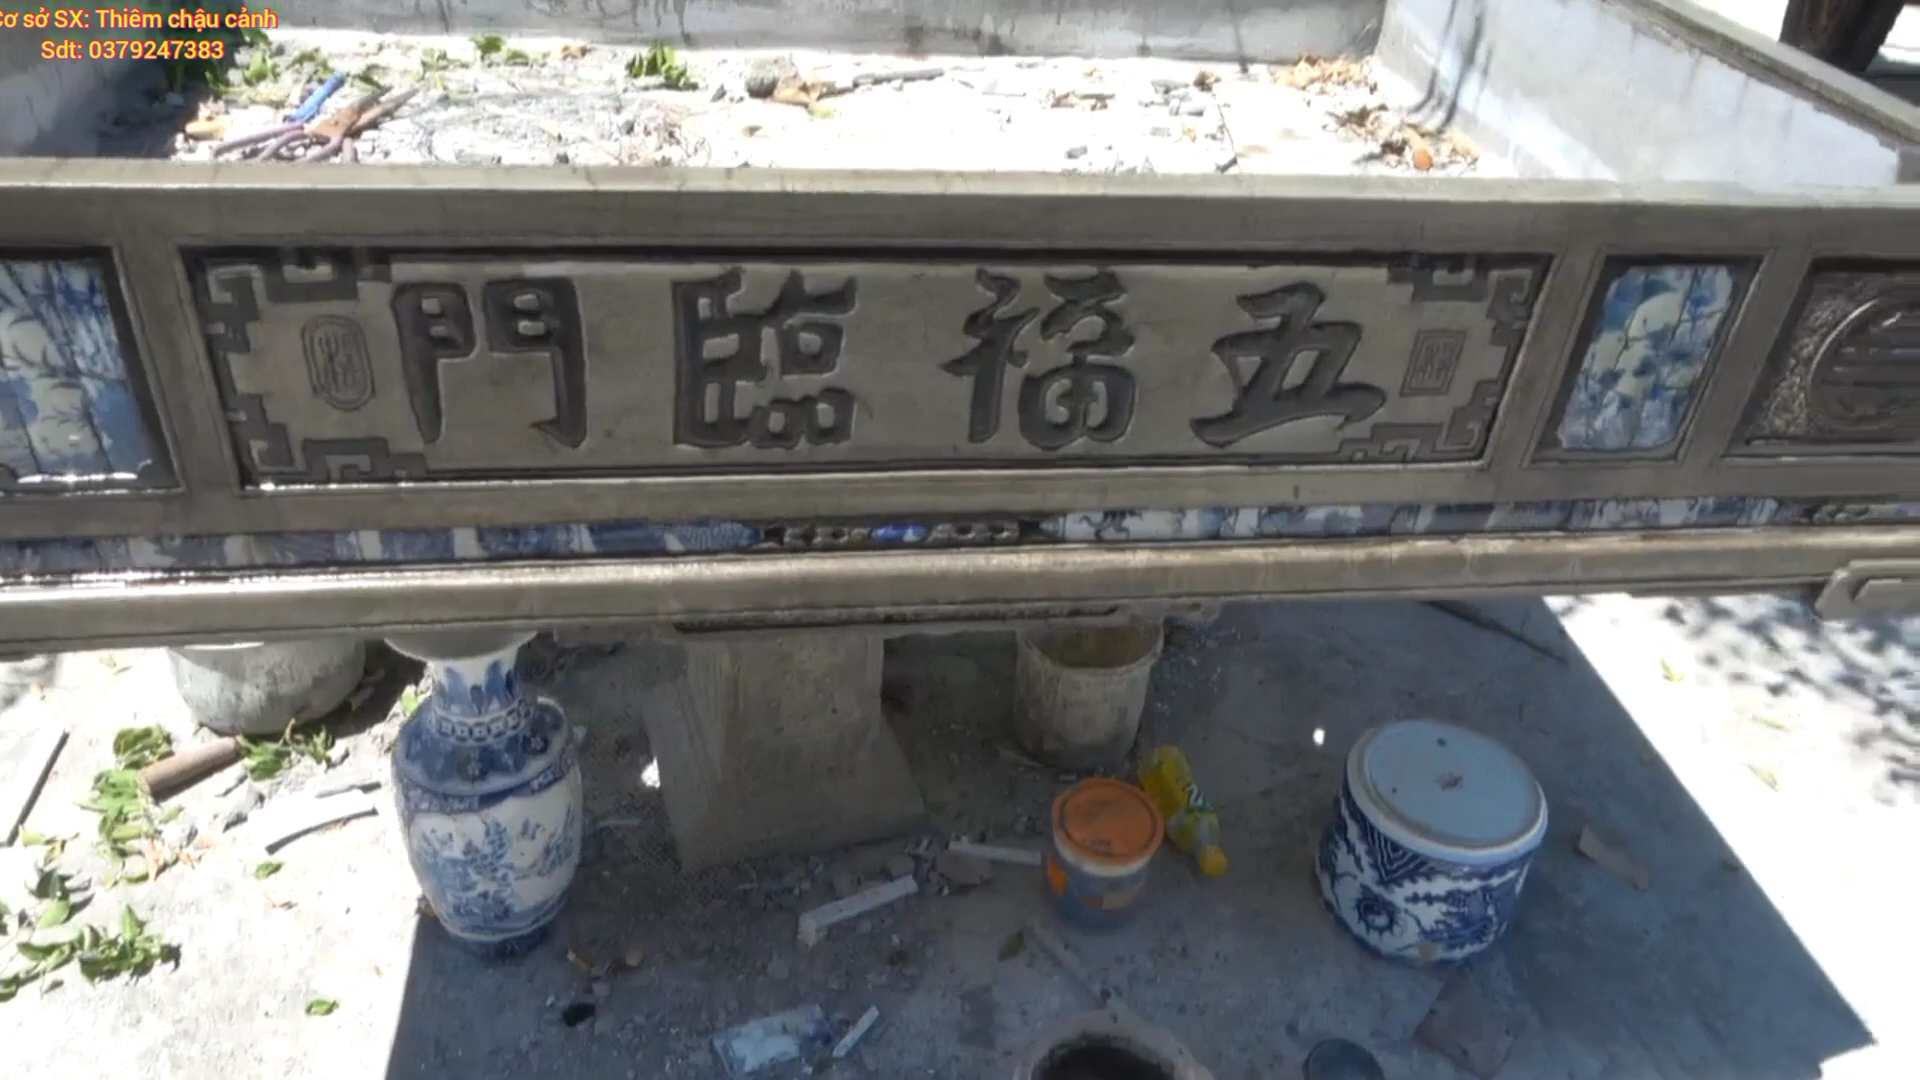 Cơ sở SX: Thiêm chậu cảnh
Sdt: 0379247383
五福臨門